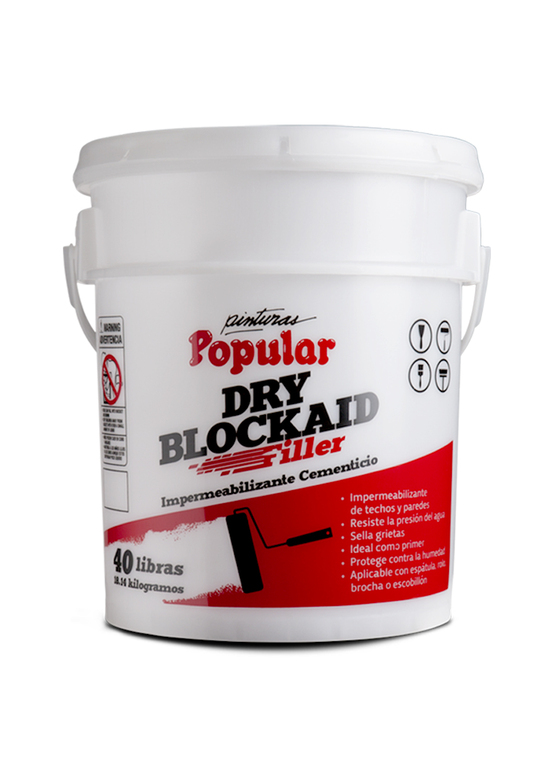 pinturas
Popular
DRY
BLOCKAID
Filler
Impermeabilizante Cementicio
WARNING
ADVERTENCIA
• Impermeabilizante
de techos y paredes
• Resiste la presión del agua
• Sella grietas
• Ideal como primer
• Protege contra la humedad
• Aplicable con espátula, rolo,
brocha o escobillón
40 libras
18.14 kilogramos